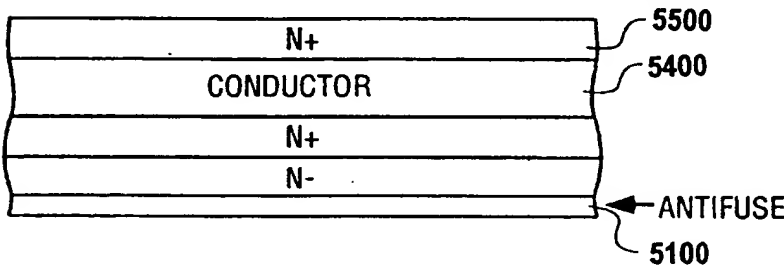 N+
5500
CONDUCTOR
5400
N+
N-
ANTIFUSE
5100